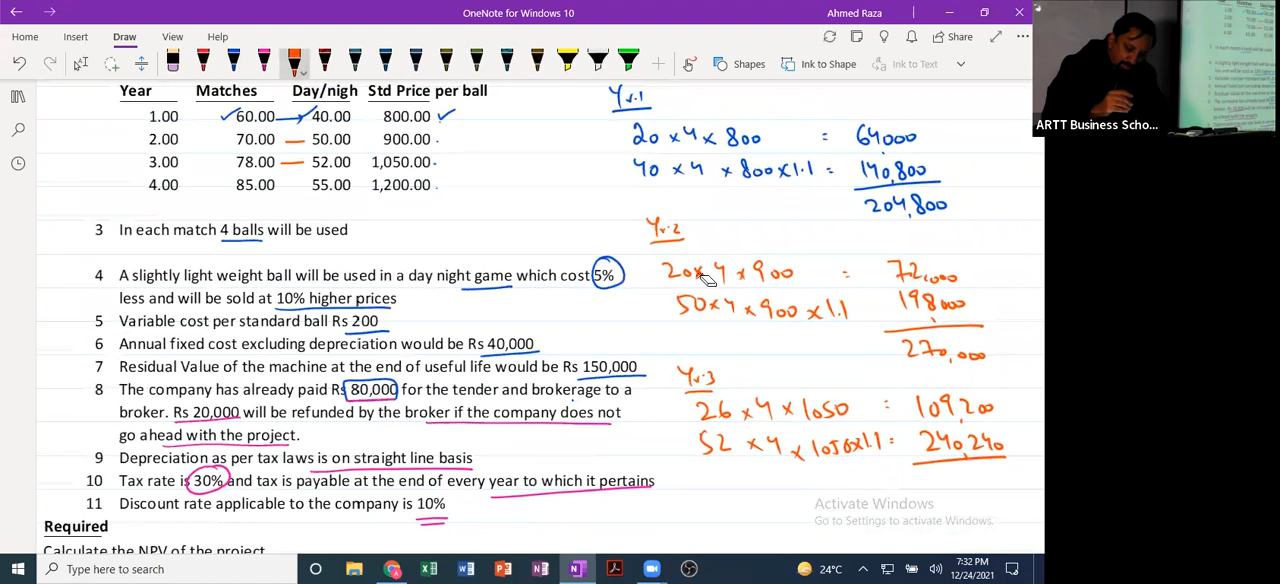 OneNote for Windows 10
Ahmed Raza
Home Insert Draw View Help
Share
Shapes Ink to Shape Ink to Text
Year Matches Day/nigh Std Price per ball
1.00 60.00 40.00 800.00
2.00 70.00 50.00 900.00
3.00 78.00 52.00 1,050.00
4.00 85.00 55.00 1,200.00
3 In each match 4 balls will be used
4 A slightly light weight ball will be used in a day night game which cost 5%
less and will be sold at 10% higher prices
5 Variable cost per standard ball Rs 200
6 Annual fixed cost excluding depreciation would be Rs 40,000
7 Residual Value of the machine at the end of useful life would be Rs 150,000
8 The company has already paid Rs 80,000 for the tender and brokerage to a
broker. Rs 20,000 will be refunded by the broker if the company does not
go ahead with the project.
9 Depreciation as per tax laws is on straight line basis
10 Tax rate is 30% and tax is payable at the end of every year to which it pertains
11 Discount rate applicable to the company is 10%
Required
Calculate the NPV of the project
Yr.1
20 × 4 × 800 = 64,000
40 × 4 × 800 × 1.1 = 140,800
204,800
Yr.2
20 × 4 × 900 = 72,000
50 × 4 × 900 × 1.1 198,000
270,000
Yr.3
26 × 4 × 1050 = 109,200
52 × 4 × 1050 × 1.1 = 240,240
Activate Windows
Go to Settings to activate Windows.
ARTT Business Scho...
Type here to search
24°C
7:32 PM
12/24/2021